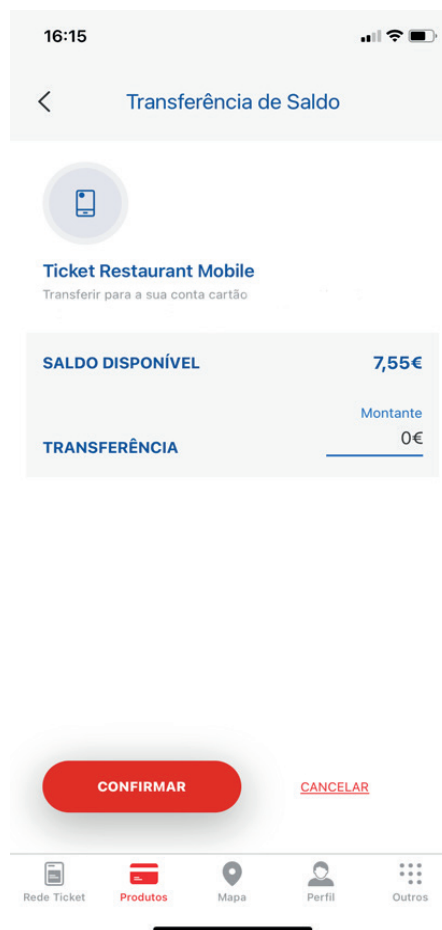 16:15
Transferência de Saldo
Ticket Restaurant Mobile
Transferir para a sua conta cartão
SALDO DISPONÍVEL 7,55€
Montante
TRANSFERÊNCIA 0€
CONFIRMAR CANCELAR
Rede Ticket Produtos Mapa Perfil Outros